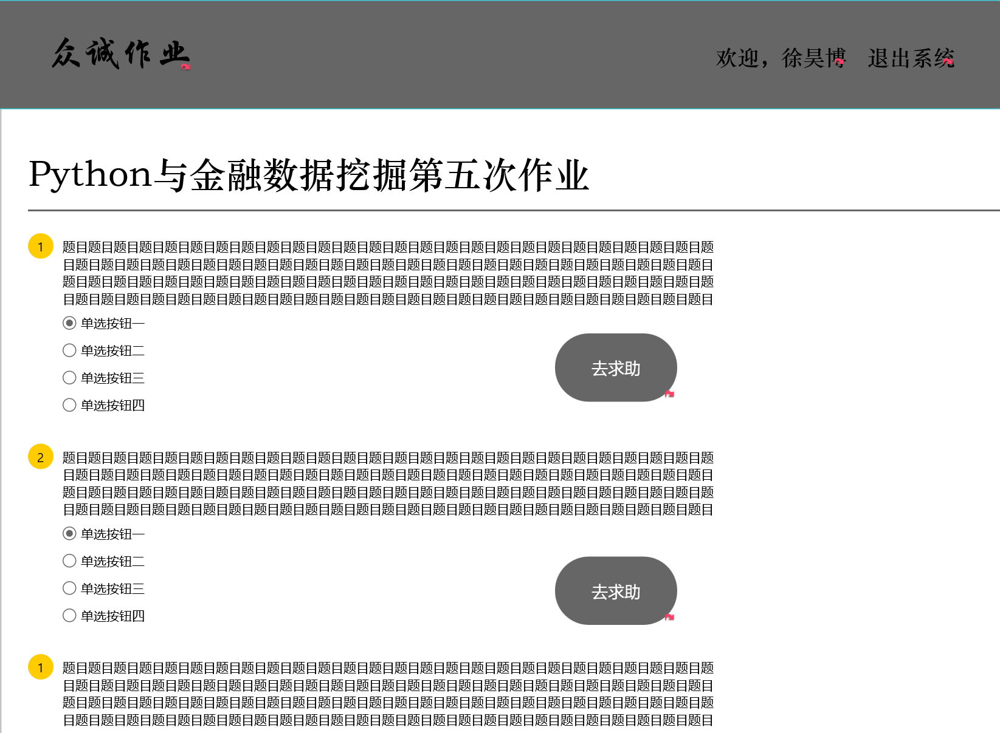 众诚作业
欢迎，徐昊博 退出系统
Python与金融数据挖掘第五次作业
1 题目题目题目题目题目题目题目题目题目题目题目题目题目题目题目题目题目题目题目题目题目题目题目题目题目题
目题目题目题目题目题目题目题目题目题目题目题目题目题目题目题目题目题目题目题目题目题目题目题目题目题目
题目题目题目题目题目题目题目题目题目题目题目题目题目题目题目题目题目题目题目题目题目题目题目题目题目题
目题目题目题目题目题目题目题目题目题目题目题目题目题目题目题目题目题目题目题目题目题目题目题目题目题目
单选按钮一
单选按钮二
单选按钮三
单选按钮四
去求助
2 题目题目题目题目题目题目题目题目题目题目题目题目题目题目题目题目题目题目题目题目题目题目题目题目题目题
目题目题目题目题目题目题目题目题目题目题目题目题目题目题目题目题目题目题目题目题目题目题目题目题目题目
题目题目题目题目题目题目题目题目题目题目题目题目题目题目题目题目题目题目题目题目题目题目题目题目题目题
目题目题目题目题目题目题目题目题目题目题目题目题目题目题目题目题目题目题目题目题目题目题目题目题目题目
单选按钮一
单选按钮二
单选按钮三
单选按钮四
去求助
1 题目题目题目题目题目题目题目题目题目题目题目题目题目题目题目题目题目题目题目题目题目题目题目题目题目题
目题目题目题目题目题目题目题目题目题目题目题目题目题目题目题目题目题目题目题目题目题目题目题目题目题目
题目题目题目题目题目题目题目题目题目题目题目题目题目题目题目题目题目题目题目题目题目题目题目题目题目题
目题目题目题目题目题目题目题目题目题目题目题目题目题目题目题目题目题目题目题目题目题目题目题目题目题目